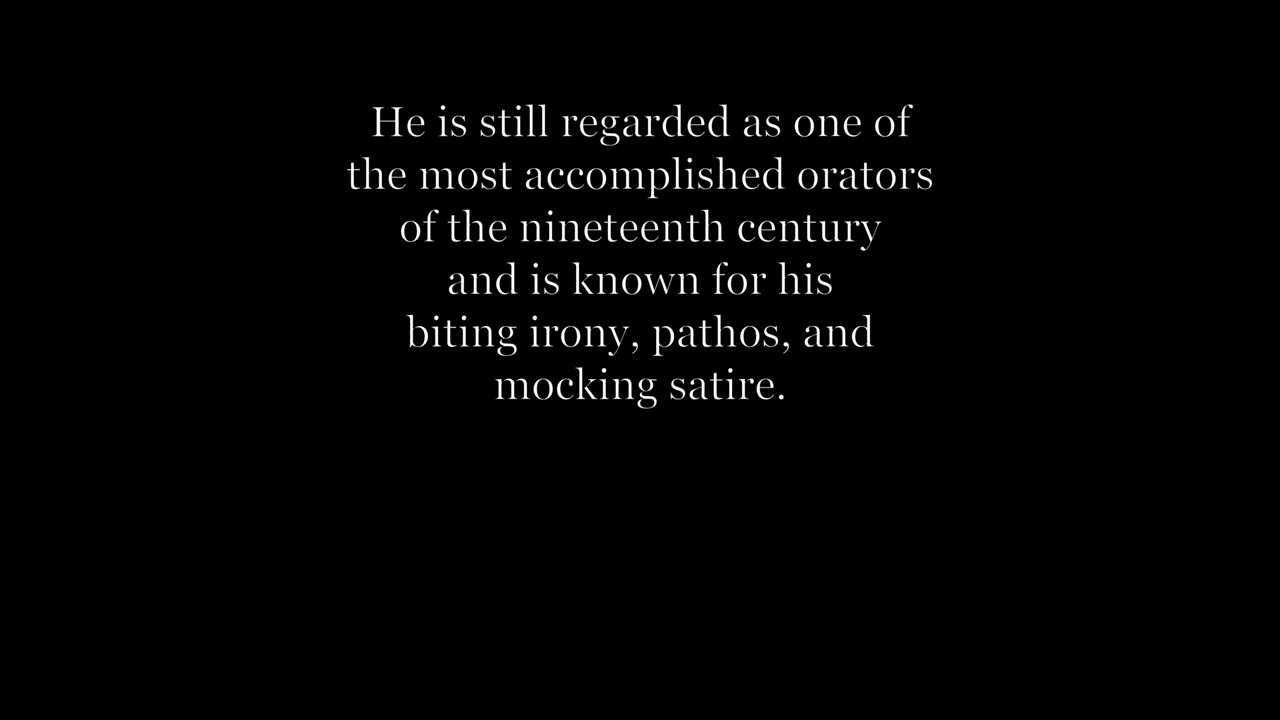 He is still regarded as one of
the most accomplished orators
of the nineteenth century
and is known for his
biting irony, pathos, and
mocking satire.